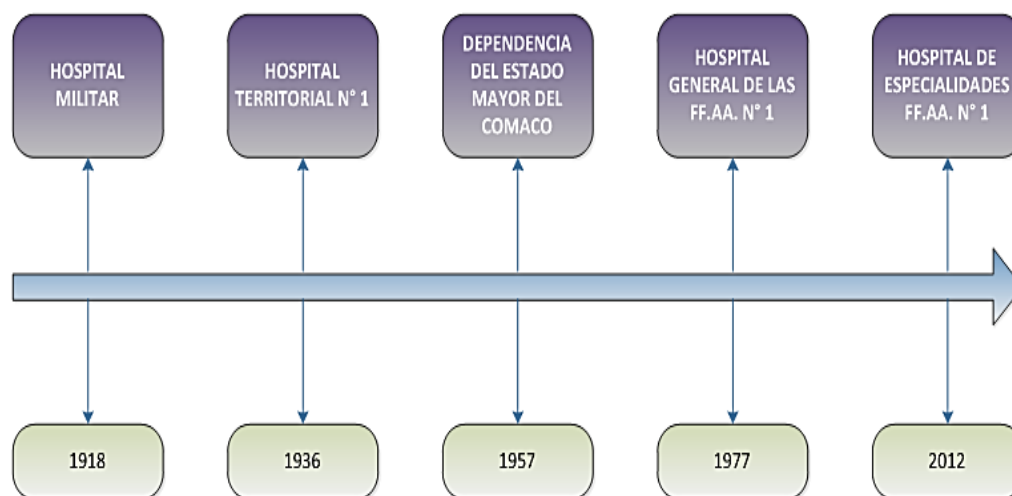 HOSPITAL
MILITAR
HOSPITAL
TERRITORIAL N° 1
DEPENDENCIA
DEL ESTADO
MAYOR DEL
COMACO
HOSPITAL
GENERAL DE LAS
FF.AA. N° 1
HOSPITAL DE
ESPECIALIDADES
FF.AA. N° 1
1918
1936
1957
1977
2012